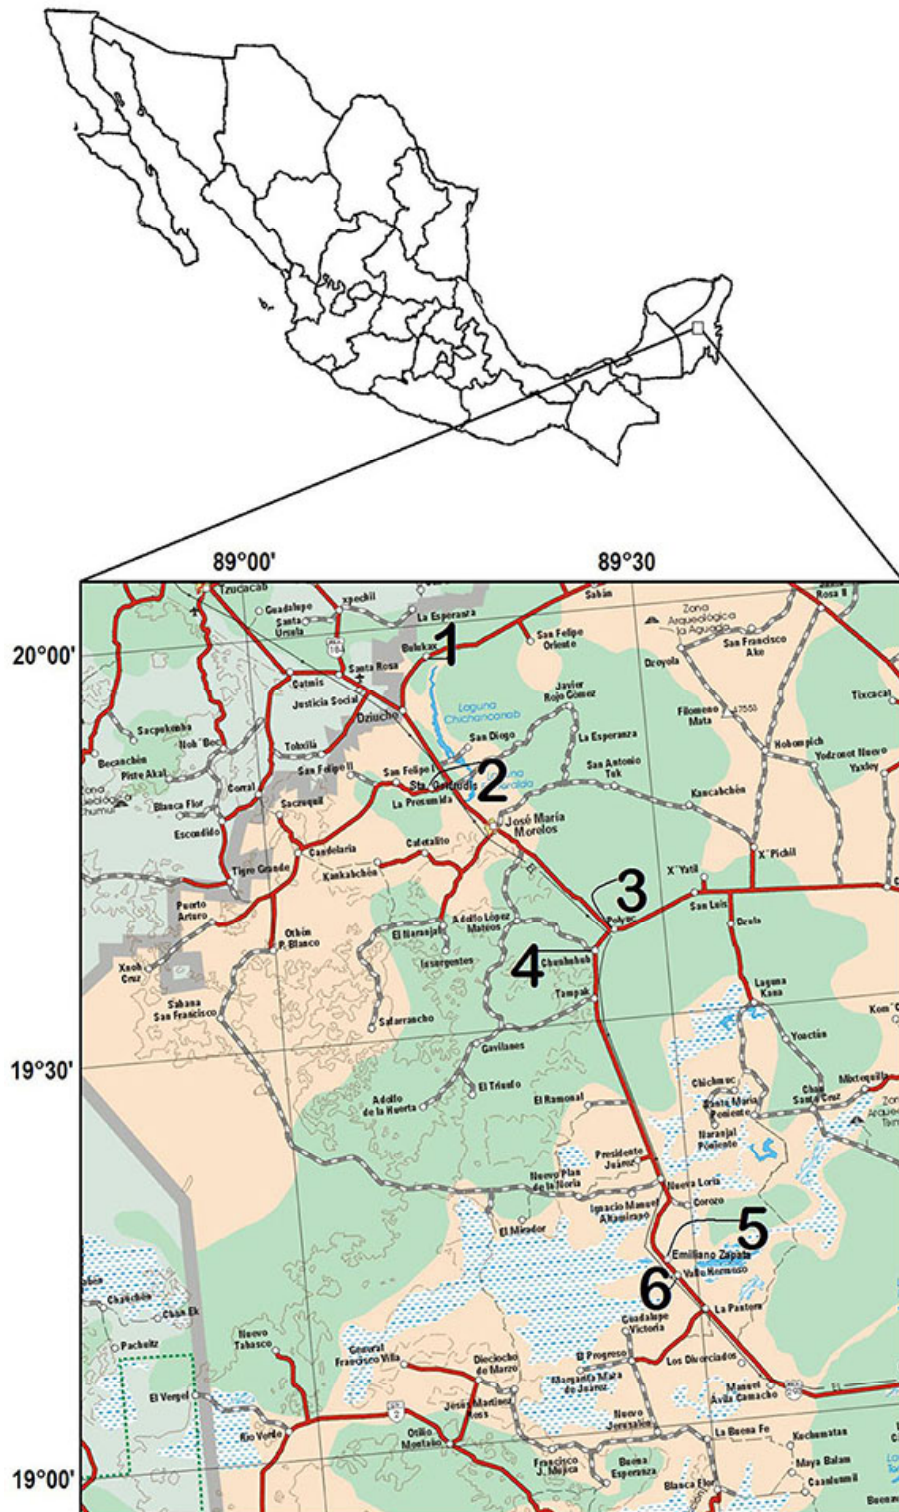 89°00'
89°30'
20°00'
19°30'
19°00'
Tzucacab
Guadalupe
Santa
Ursula
Xpechil
La Esperanza
Sabán
Zona
Arqueológica
la Aguada
Rosa II
San Francisco
Ake
San Felipe
Oriente
Dzoyola
Bulukax
1
Santa Rosa
Catmis
Justicia Social
Dziuche
Laguna
Chichancanab
Javier
Rojo Gómez
Filomeno
Mata
Tixcacal
Sacpukenha
Noh-Bec
Becanchén
Piste Akal
Tobxilá
San Diego
La Esperanza
Hobompich
Yodzonot Nuevo
Yaxley
San Felipe II
San Felipe I
Sta. Gertrudis
2
San Antonio
Tuk
Blanca Flor
Corral
Saczuquil
La Presumida
Kancabchén
Escondido
José María
Morelos
Candelaria
Cafetalito
Kankabchén
Tigre Grande
X-Yatil
X-Pichil
3
San Luis
Puerto
Arturo
Othón
P. Blanco
El Naranjal
Adolfo López
Mateos
Polyuc
Dzula
Insurgentes
4
Chunhuhub
Xnoh
Cruz
Sabana
San Francisco
Tampak
Laguna
Kana
Safarrancho
Gavilanes
Yoactún
El Triunfo
Adolfo
de la Huerta
El Ramonal
Chichmuc
Santa María
Poniente
Chan
Santa Cruz
Mixtequilla
Naranjal
Poniente
Presidente
Juárez
Nuevo Plan
de la Noria
Nueva Loria
Ignacio Manuel
Altamirano
Corozo
El Mirador
5
Emiliano Zapata
6
Valle Hermoso
Chan Ek
La Pantera
Guadalupe
Victoria
Pachuitz
Nuevo
Tabasco
General
Francisco Villa
Dieciocho
de Marzo
El Progreso
Los Divorciados
Margarita Maza
de Juárez
Manuel
Ávila Camacho
El Vergel
Jesús Martínez
Ross
Nuevo
Jerusalén
Río Verde
Otilio
Montaño
La Buena Fe
Kuchumatan
Francisco
J. Mujica
Buena
Esperanza
Maya Balam
Blanca Flor
Caanlumil